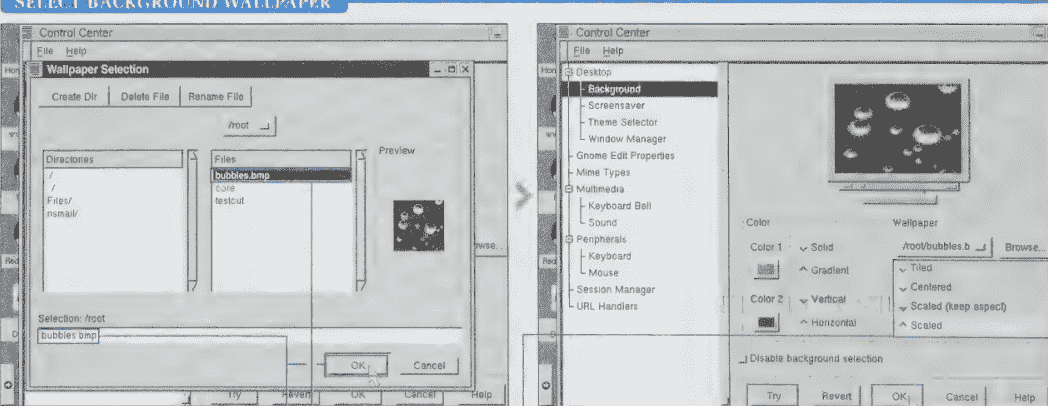 SELECT BACKGROUND WALLPAPER
Control Center
File Help
Wallpaper Selection
Create Dir Delete File Rename File
/root
Directories
Files
Preview
/
/
Files/
nsmail/
bubbles.bmp
core
testcut
Selection: /root
bubbles bmp
OK Cancel
Try Revert OK Cancel Help
Control Center
File Help
Desktop
Background
Screensaver
Theme Selector
Window Manager
Gnome Edit Properties
Mime Types
Multimedia
Keyboard Bell
Sound
Peripherals
Keyboard
Mouse
Session Manager
URL Handlers
Color
Color 1 Solid
Gradient
Color 2 Vertical
Horizontal
Wallpaper
/root/bubbles.b Browse...
Tiled
Centered
Scaled (keep aspect)
Scaled
Disable background selection
Try Revert OK Cancel Help